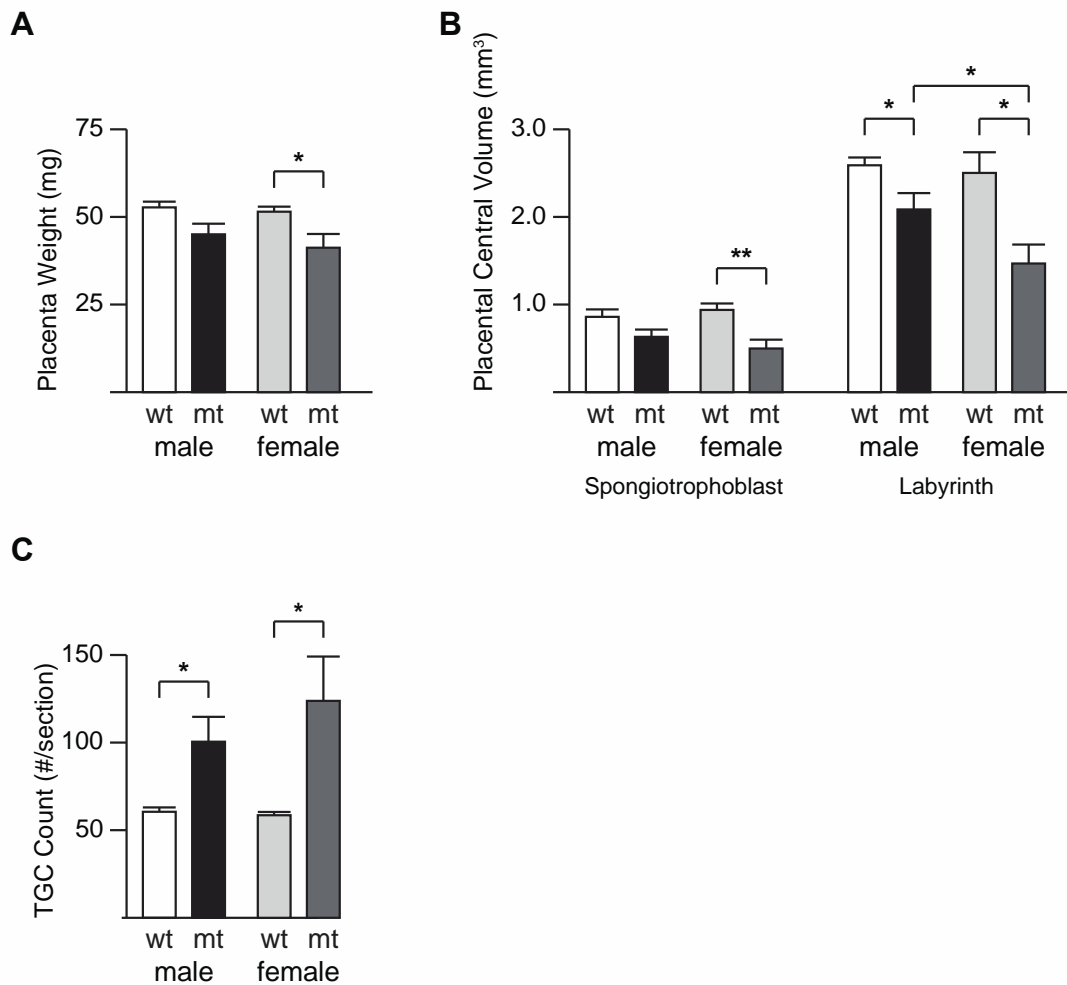 A
Placenta Weight (mg)
75
50
25
*
wt mt wt mt
male female
B
Placental Central Volume (mm³)
3.0
2.0
1.0
**
*
*
*
wt mt wt mt wt mt wt mt
male female male female
Spongiotrophoblast Labyrinth
C
TGC Count (#/section)
150
100
50
*
*
wt mt wt mt
male female